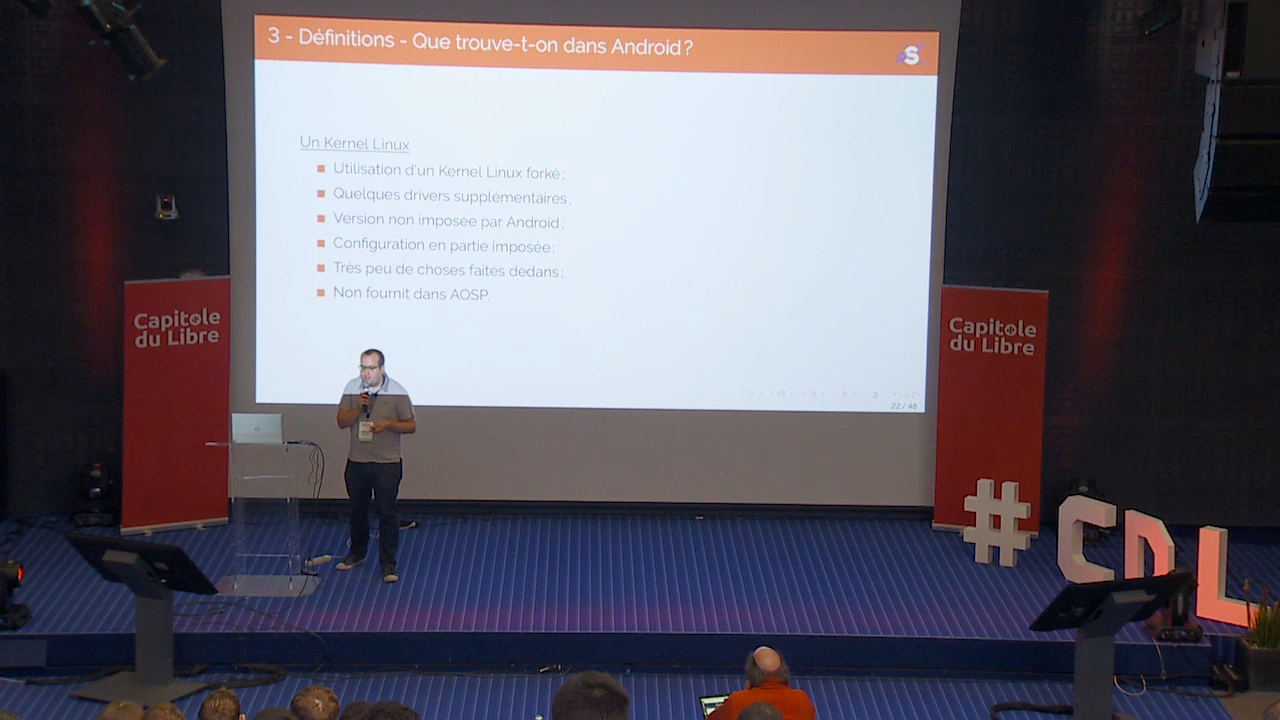 3 - Définitions - Que trouve-t-on dans Android ?
S
Un Kernel Linux
Utilisation d'un Kernel Linux forké ;
Quelques drivers supplémentaires ;
Version non imposée par Android ;
Configuration en partie imposée ;
Très peu de choses faites dedans ;
Non fournit dans AOSP.
22 / 48
Capitole
du Libre
Capitole
du Libre
#CDL